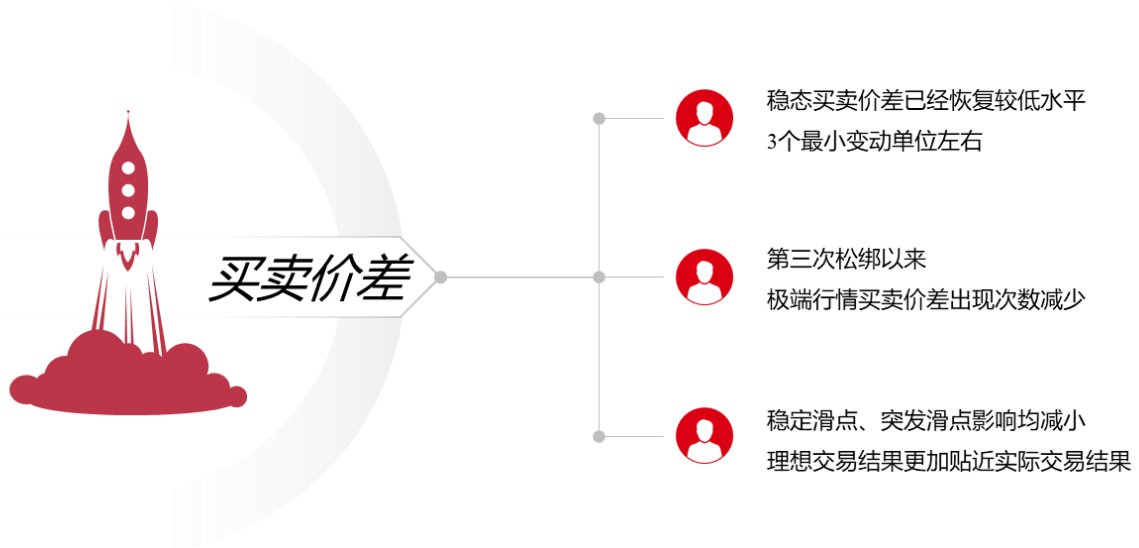 买卖价差
稳态买卖价差已经恢复较低水平
3个最小变动单位左右
第三次松绑以来
极端行情买卖价差出现次数减少
稳定滑点、突发滑点影响均减小
理想交易结果更加贴近实际交易结果